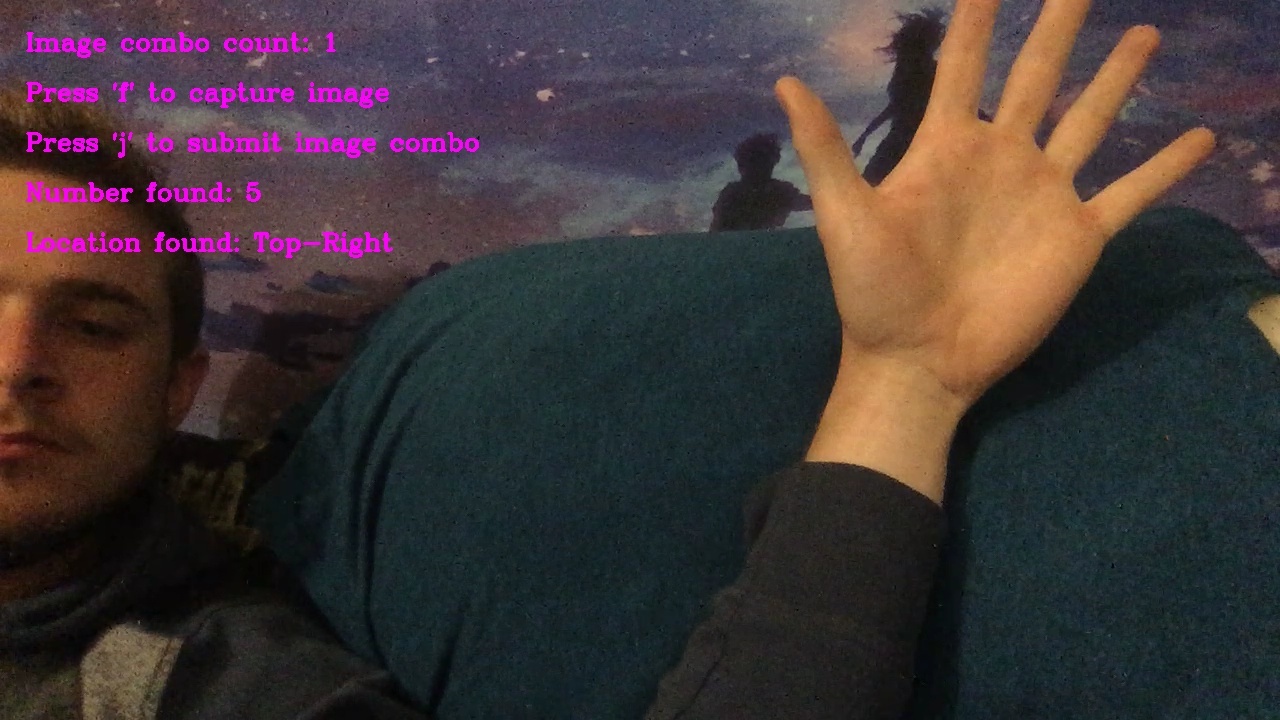 Image combo count: 1
Press 'f' to capture image
Press 'j' to submit image combo
Number found: 5
Location found: Top-Right